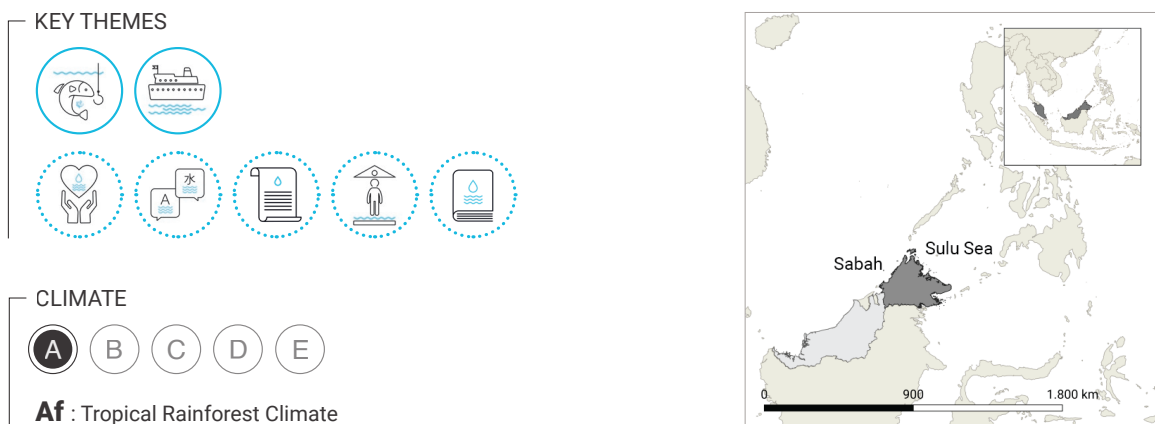 KEY THEMES
A
水
CLIMATE
A B C D E
Af : Tropical Rainforest Climate
Sulu Sea
Sabah
0 900 1.800 km